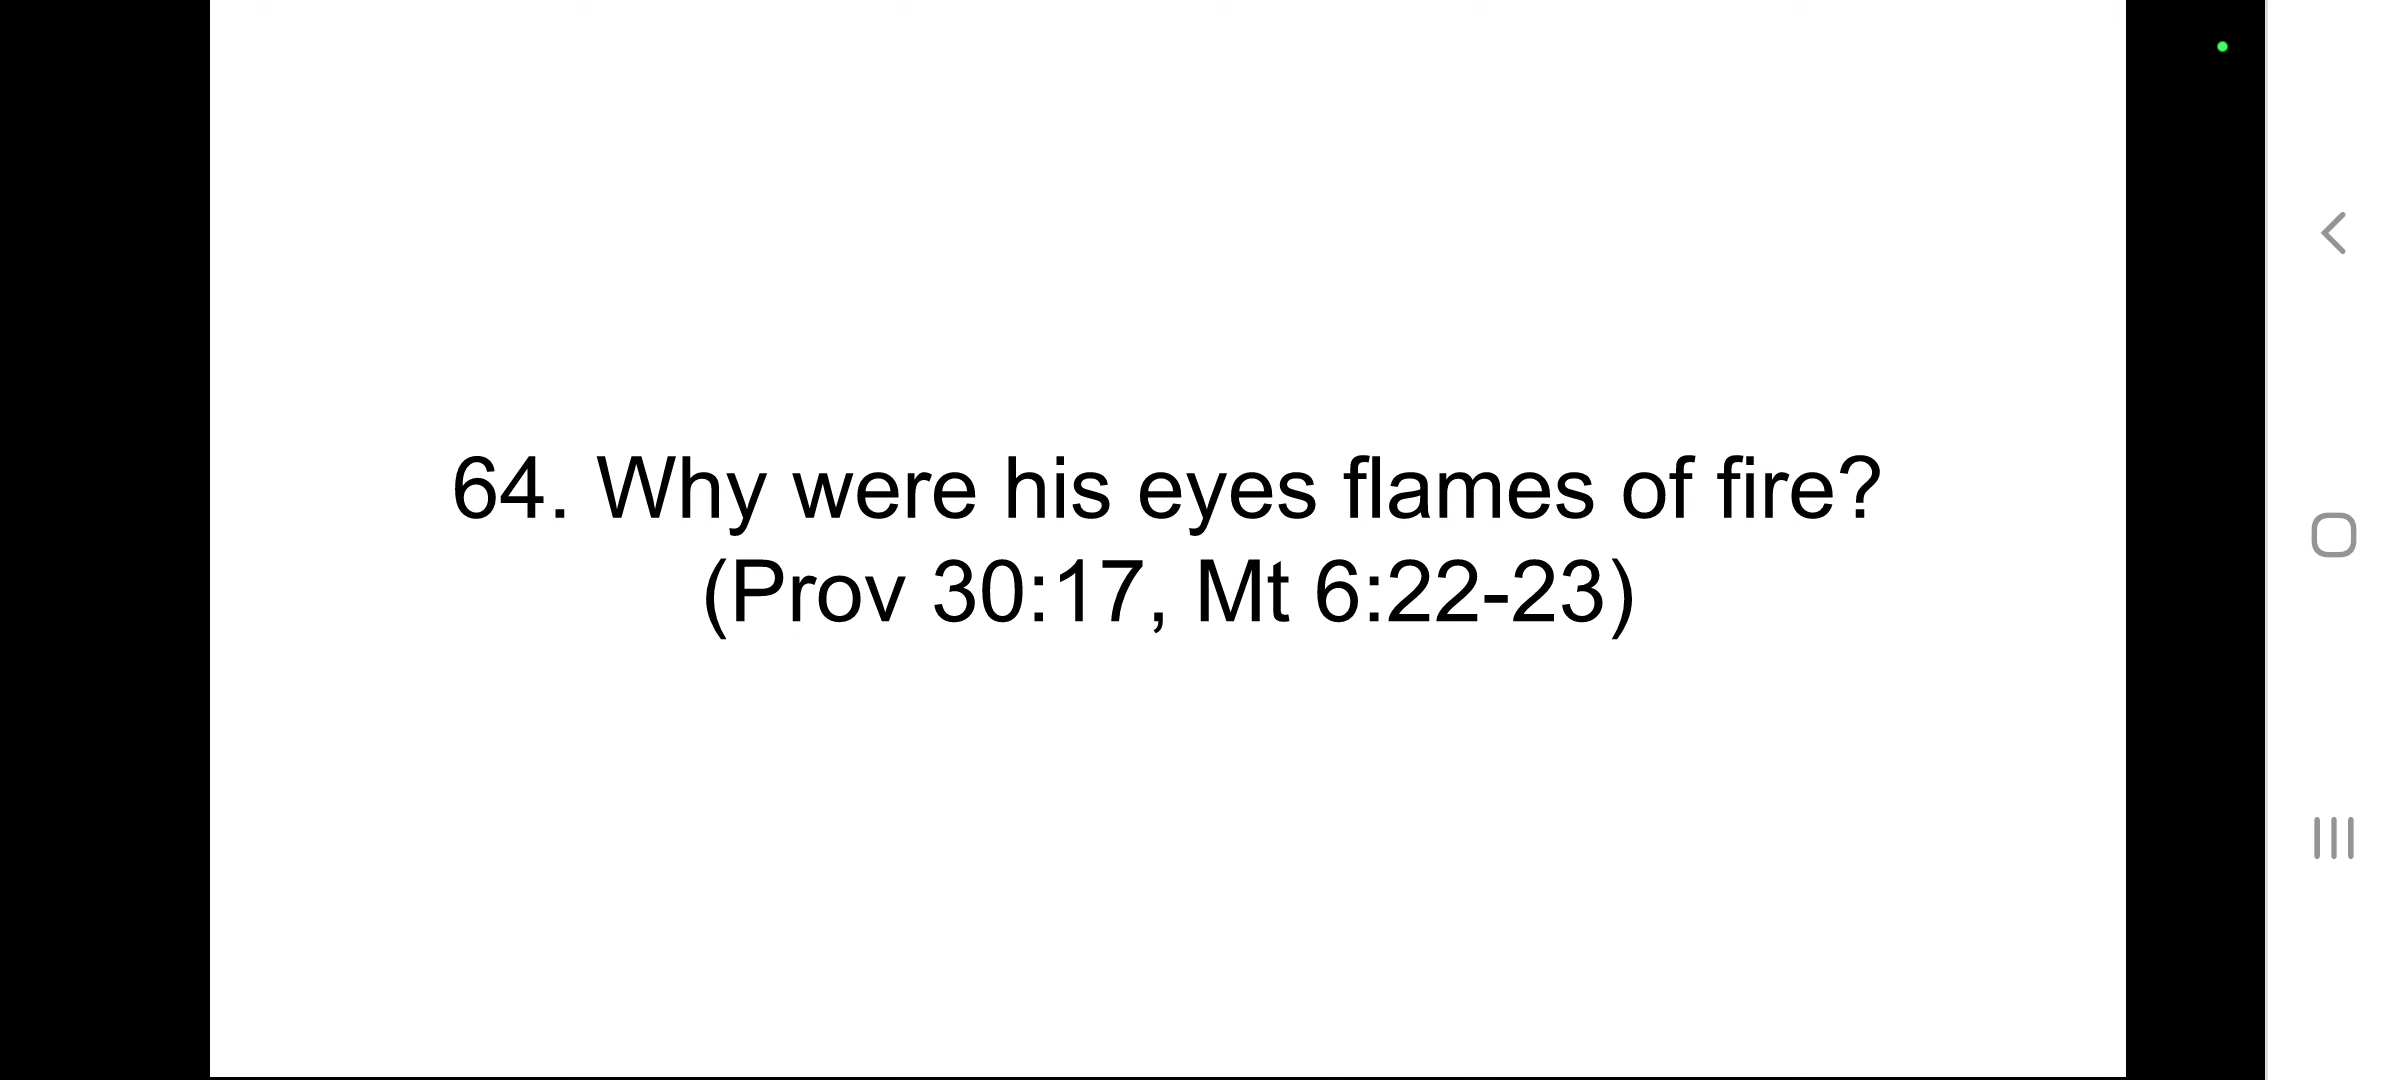 64. Why were his eyes flames of fire?
(Prov 30:17, Mt 6:22-23)